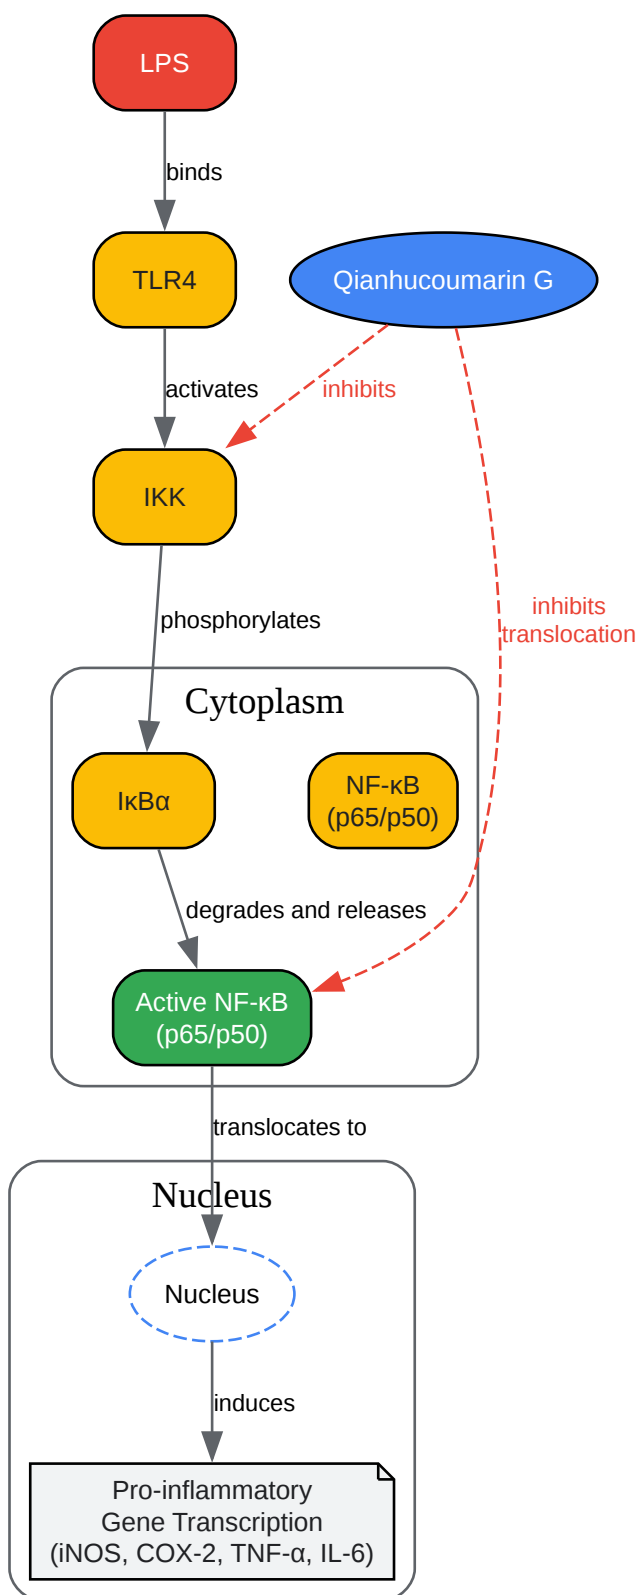 LPS
binds
TLR4
Qianhucoumarin G
activates
inhibits
IKK
inhibits
translocation
phosphorylates
Cytoplasm
IκBα
NF-κB
(p65/p50)
degrades and releases
Active NF-κB
(p65/p50)
translocates to
Nucleus
Nucleus
induces
Pro-inflammatory
Gene Transcription
(iNOS, COX-2, TNF-α, IL-6)